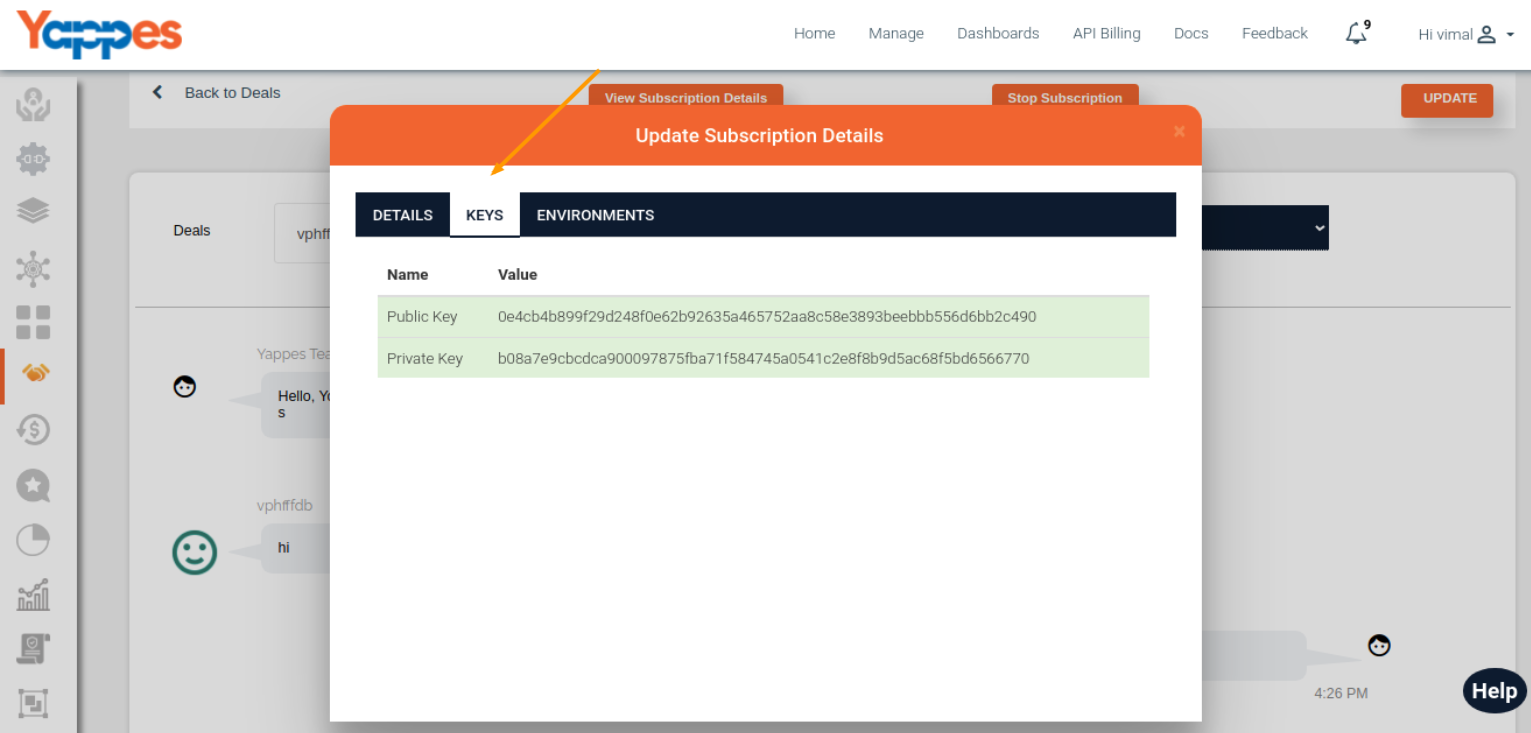 Yappes
Home Manage Dashboards API Billing Docs Feedback 9 Hi vimal
Back to Deals
View Subscription Details Stop Subscription UPDATE
Update Subscription Details ×
DETAILS KEYS ENVIRONMENTS
Deals vphff
Name Value
Public Key 0e4cb4b899f29d248f0e62b92635a465752aa8c58e3893beebbb556d6bb2c490
Private Key b08a7e9cbcdca900097875fba71f584745a0541c2e8f8b9d5ac68f5bd6566770
Yappes Tea
Hello, Yo
s
vphfffdb
hi
4:26 PM
Help